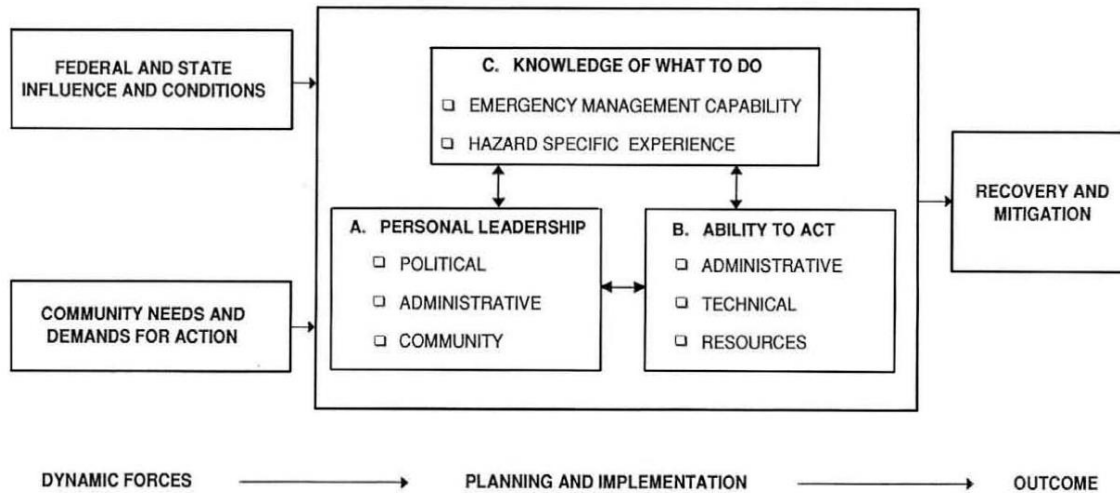 FEDERAL AND STATE
INFLUENCE AND CONDITIONS
COMMUNITY NEEDS AND
DEMANDS FOR ACTION
C. KNOWLEDGE OF WHAT TO DO
❑ EMERGENCY MANAGEMENT CAPABILITY
❑ HAZARD SPECIFIC EXPERIENCE
A. PERSONAL LEADERSHIP
❑ POLITICAL
❑ ADMINISTRATIVE
❑ COMMUNITY
B. ABILITY TO ACT
❑ ADMINISTRATIVE
❑ TECHNICAL
❑ RESOURCES
RECOVERY AND
MITIGATION
DYNAMIC FORCES
PLANNING AND IMPLEMENTATION
OUTCOME